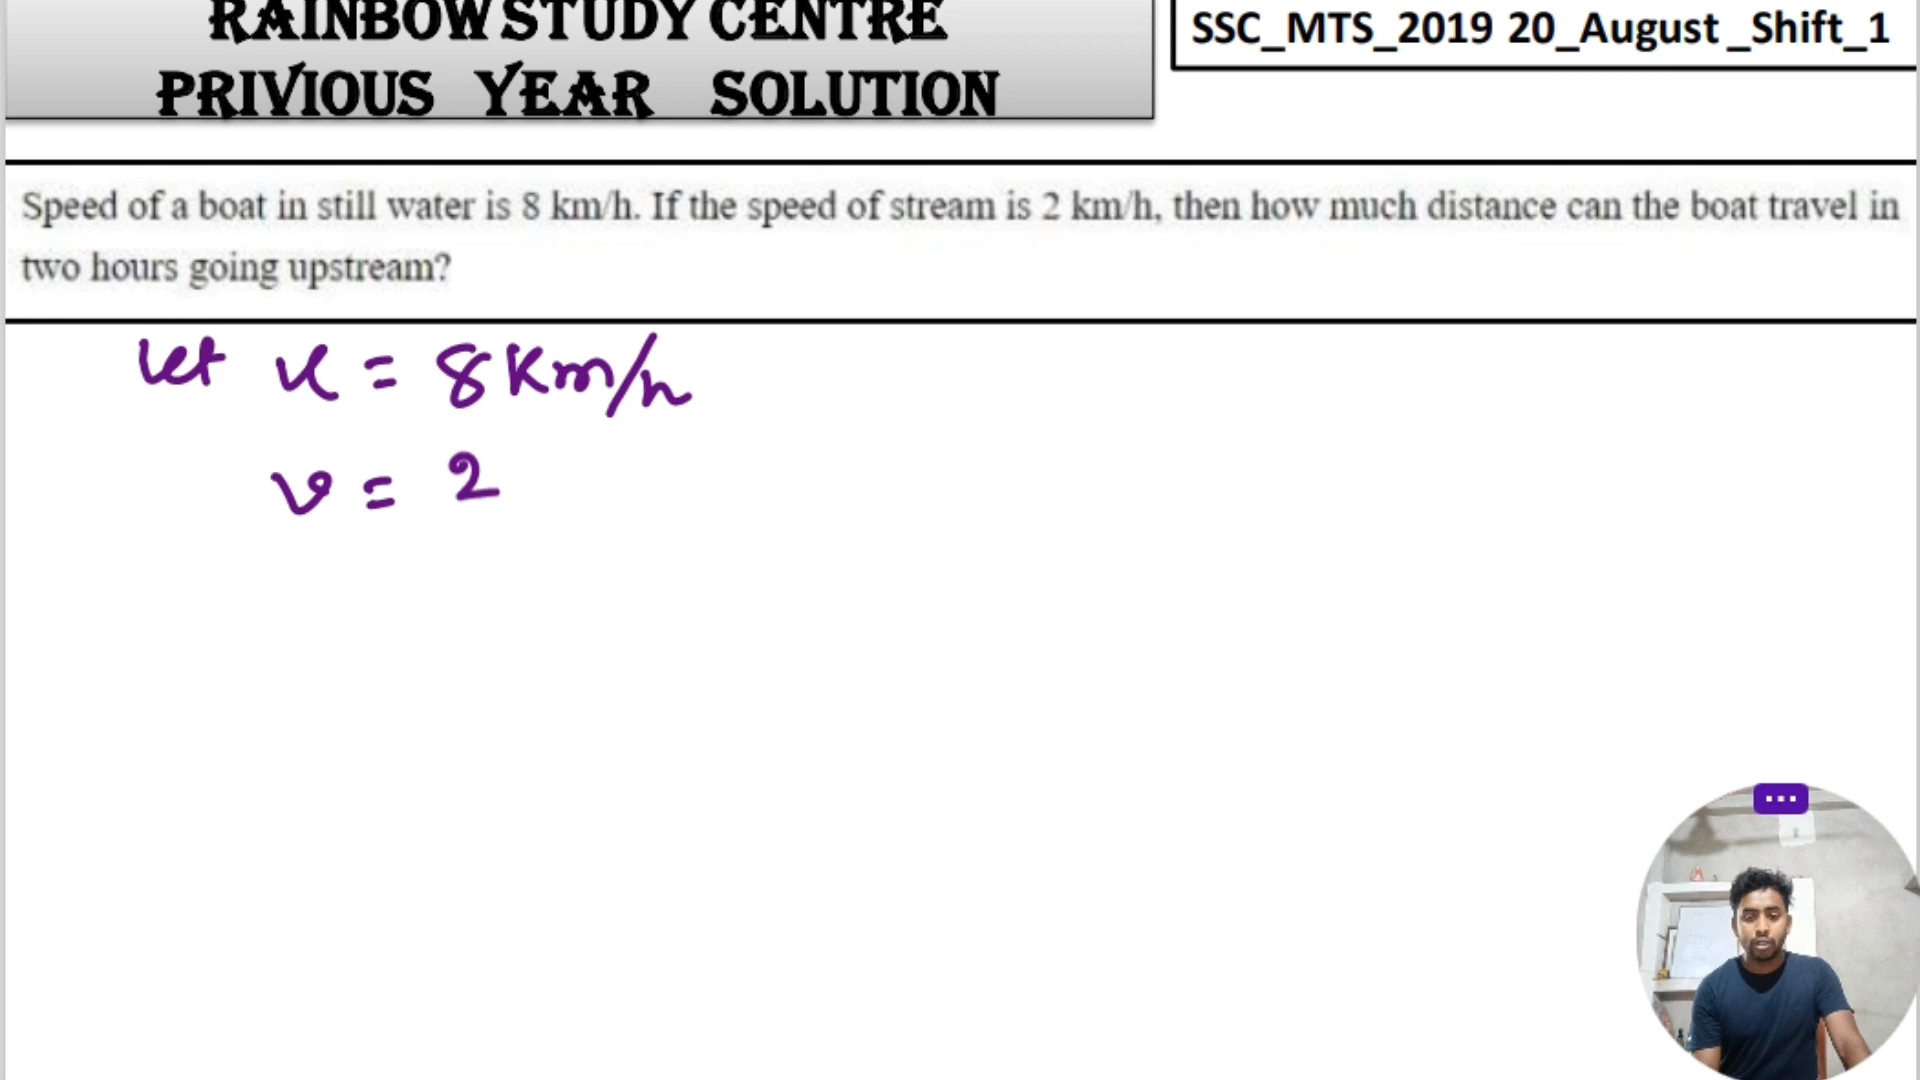 RAINBOW STUDY CENTRE
PRIVIOUS YEAR SOLUTION
SSC_MTS_2019 20_August _Shift_1
Speed of a boat in still water is 8 km/h. If the speed of stream is 2 km/h, then how much distance can the boat travel in
two hours going upstream?
let u = 8 Km/h
v = 2